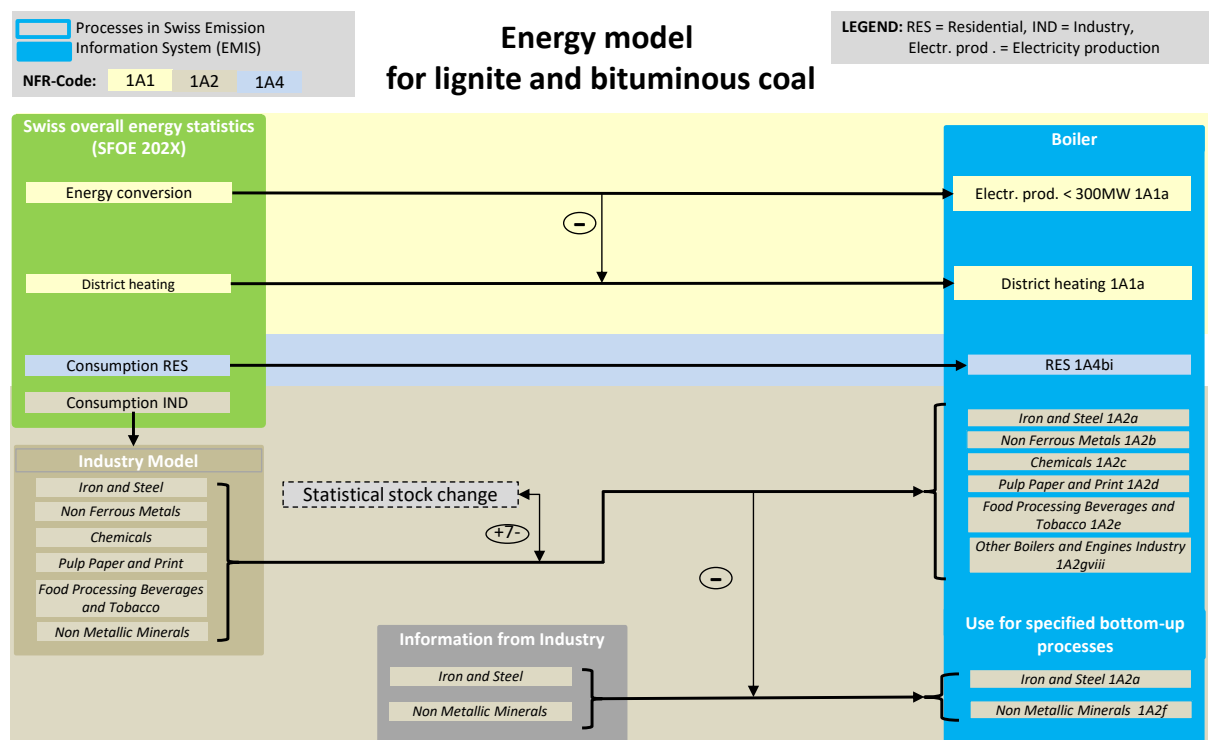 Processes in Swiss Emission
Information System (EMIS)
NFR-Code: 1A1 1A2 1A4
Energy model
for lignite and bituminous coal
LEGEND: RES = Residential, IND = Industry,
Electr. prod . = Electricity production
Swiss overall energy statistics
(SFOE 202X)
Energy conversion
District heating
Consumption RES
Consumption IND
Industry Model
Iron and Steel
Non Ferrous Metals
Chemicals
Pulp Paper and Print
Food Processing Beverages
and Tobacco
Non Metallic Minerals
-
Statistical stock change
+7-
-
Information from Industry
Iron and Steel
Non Metallic Minerals
Boiler
Electr. prod. < 300MW 1A1a
District heating 1A1a
RES 1A4bi
Iron and Steel 1A2a
Non Ferrous Metals 1A2b
Chemicals 1A2c
Pulp Paper and Print 1A2d
Food Processing Beverages and
Tobacco 1A2e
Other Boilers and Engines Industry
1A2gviii
Use for specified bottom-up
processes
Iron and Steel 1A2a
Non Metallic Minerals 1A2f